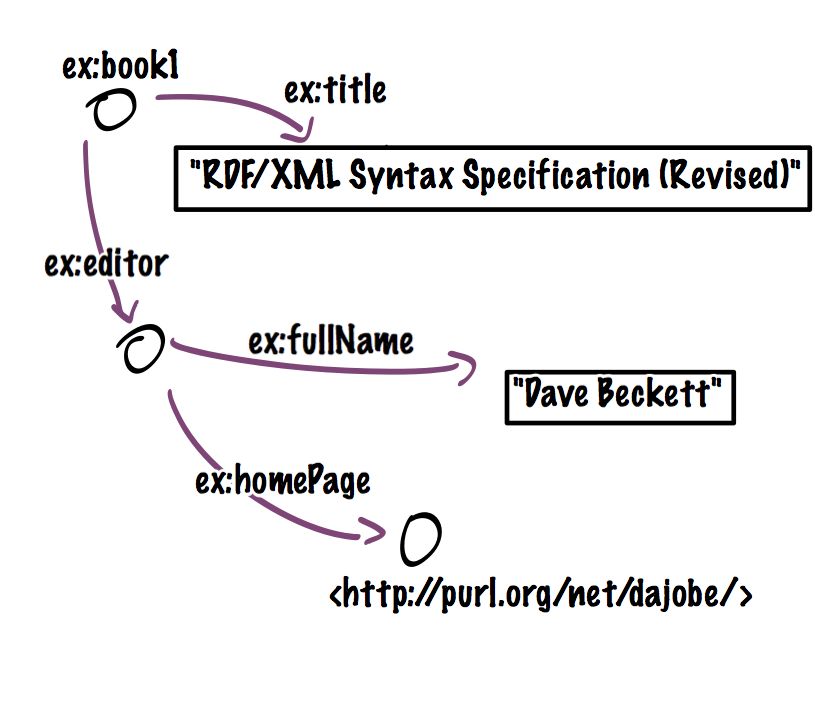 ex:book1
ex:title
"RDF/XML Syntax Specification (Revised)"
ex:editor
ex:fullName
"Dave Beckett"
ex:homePage
<http://purl.org/net/dajobe/>